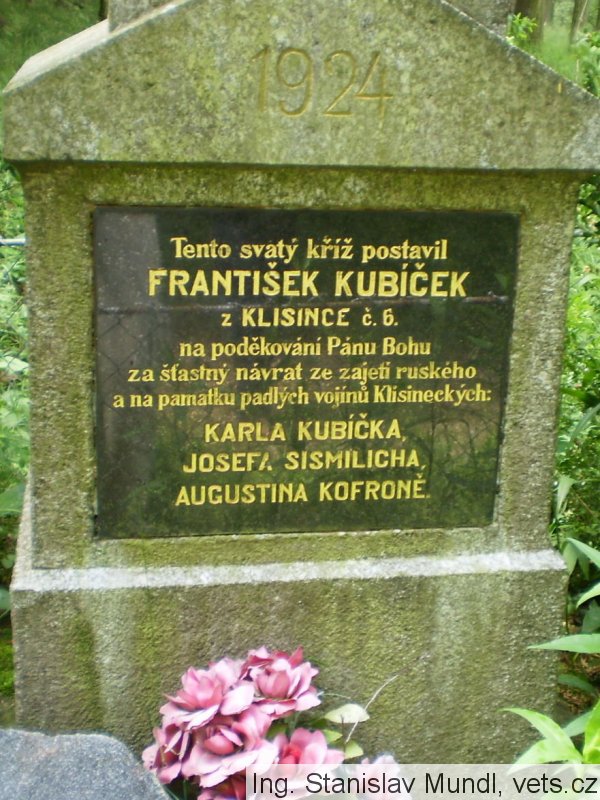 1924
Tento svatý kříž postavil
FRANTIŠEK KUBÍČEK
z KLISINCE č. 6.
na poděkování Pánu Bohu
za šťastný návrat ze zajetí ruského
a na památku padlých vojínů Klisineckých:
KARLA KUBÍČKA,
JOSEFA SISMILICHA,
AUGUSTINA KOFRONĚ.
Ing. Stanislav Mundl, vets.cz